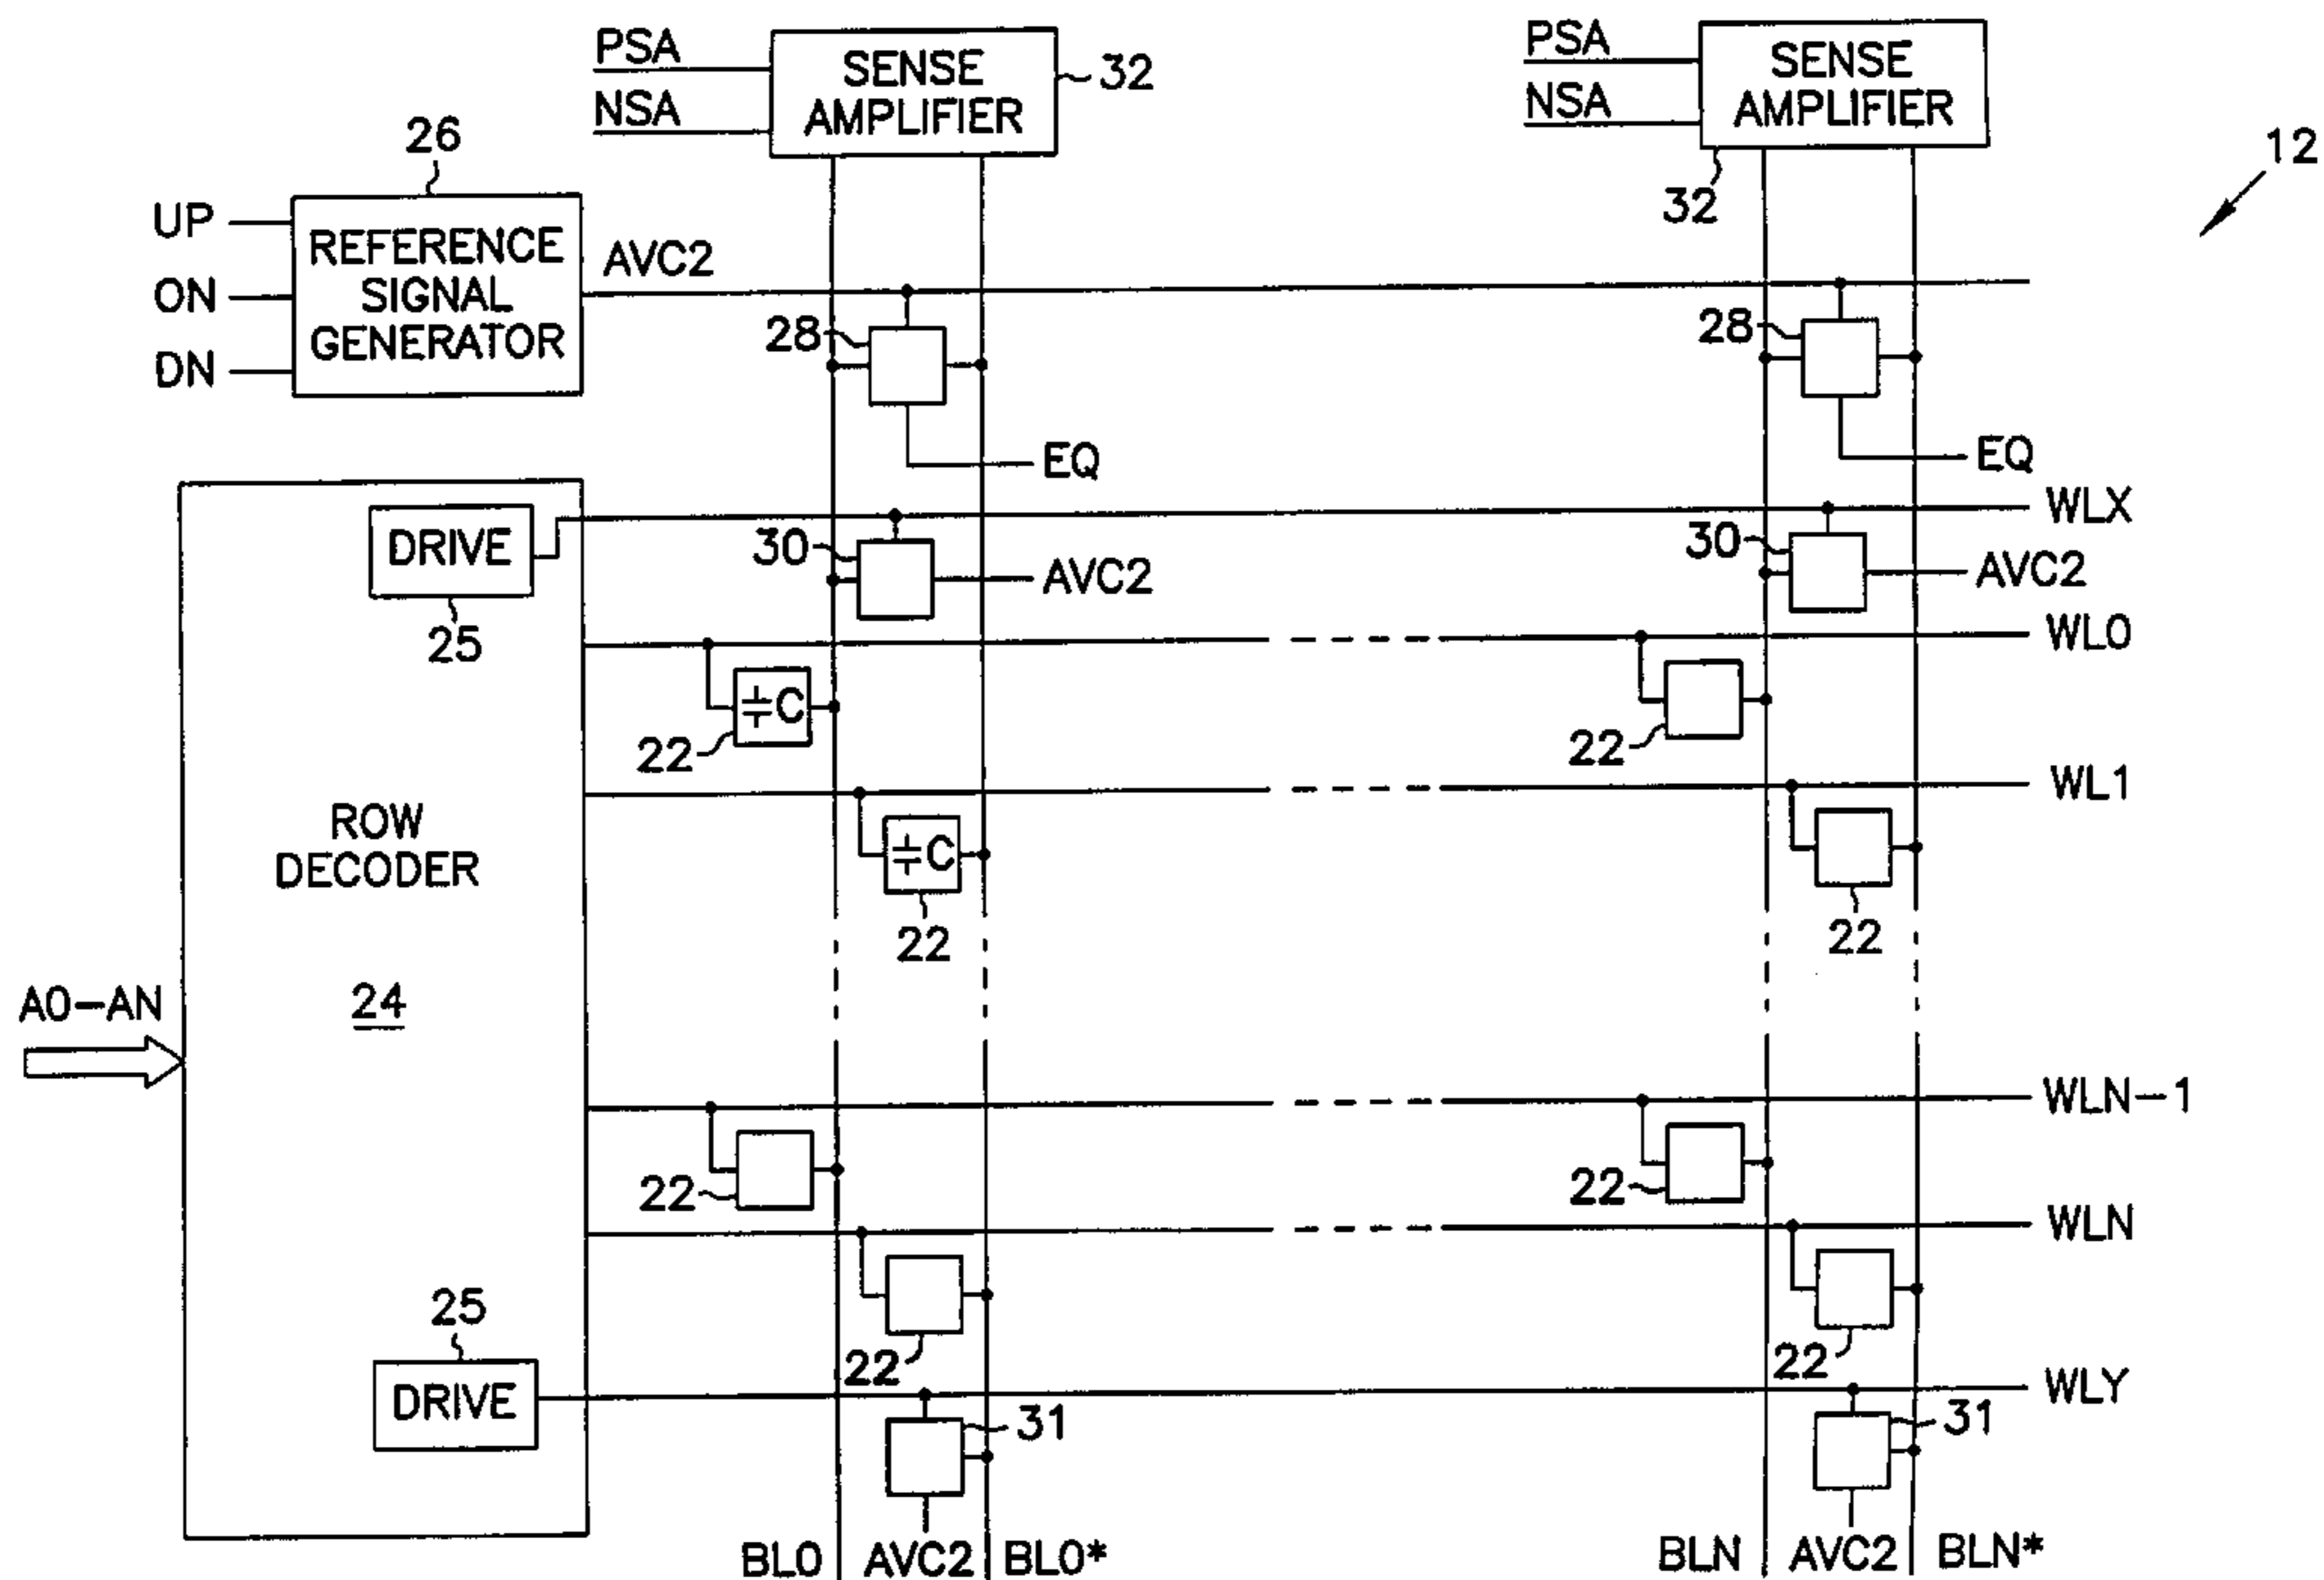 PSA
NSA
SENSE
AMPLIFIER
32
PSA
NSA
SENSE
AMPLIFIER
32
12
26
UP
ON
DN
REFERENCE
SIGNAL
GENERATOR
AVC2
28
28
EQ
EQ
DRIVE
25
WLX
30
AVC2
30
AVC2
WL0
C
22
22
WL1
C
22
22
ROW
DECODER
24
A0-AN
WLN-1
22
22
WLN
22
22
25
DRIVE
WLY
31
31
BL0
AVC2
BL0*
BLN
AVC2
BLN*